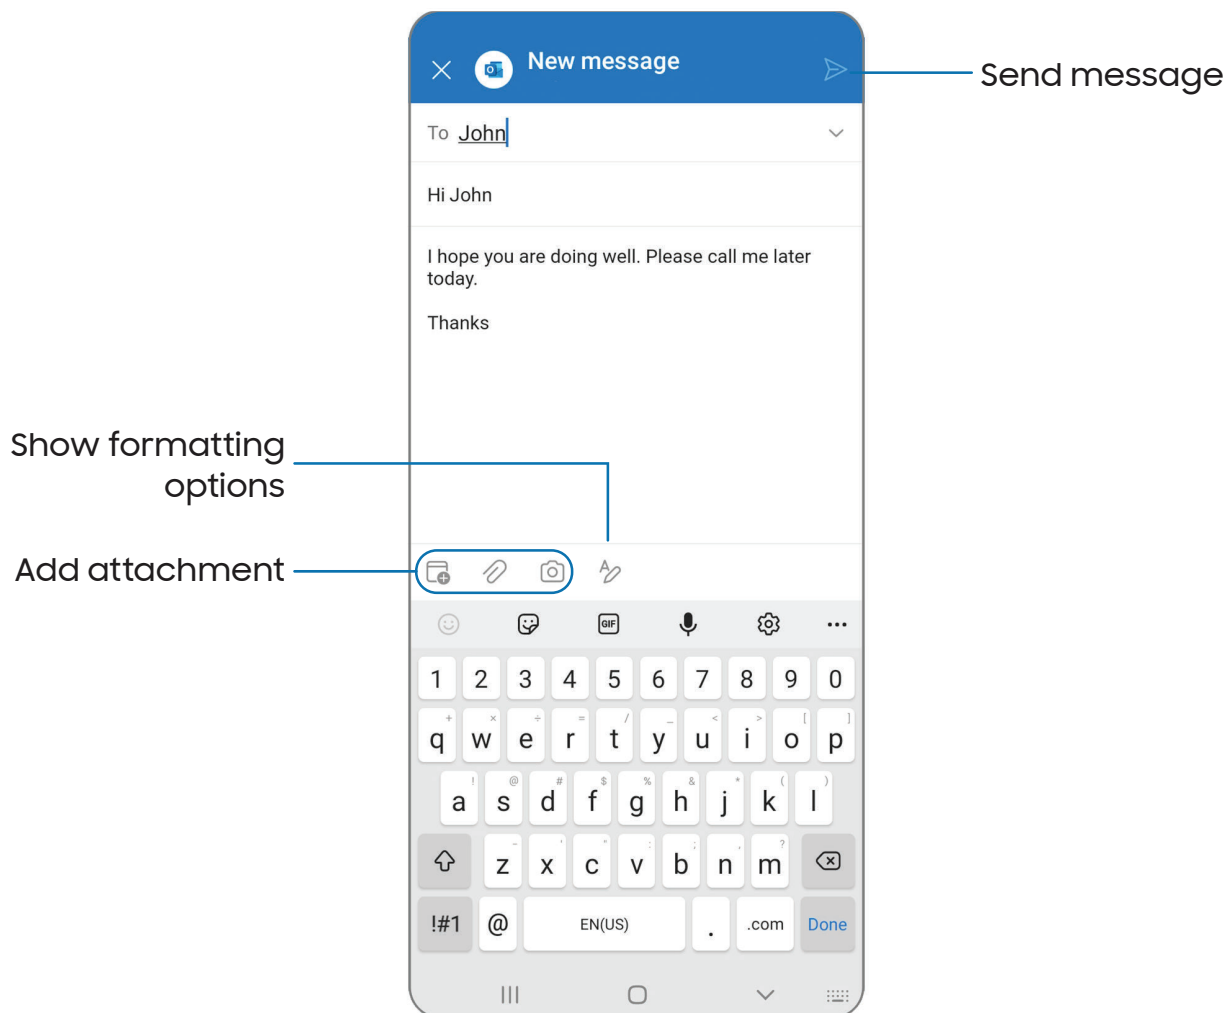 New message
Send message
To John
Hi John
I hope you are doing well. Please call me later
today.
Thanks
Show formatting
options
Add attachment
GIF
1 2 3 4 5 6 7 8 9 0
+ × ÷ = / _ < > [ ]
q w e r t y u i o p
! @ # $ % & * ( )
a s d f g h j k l
- ' " : ; , ?
z x c v b n m
!#1 @ EN(US) . .com Done